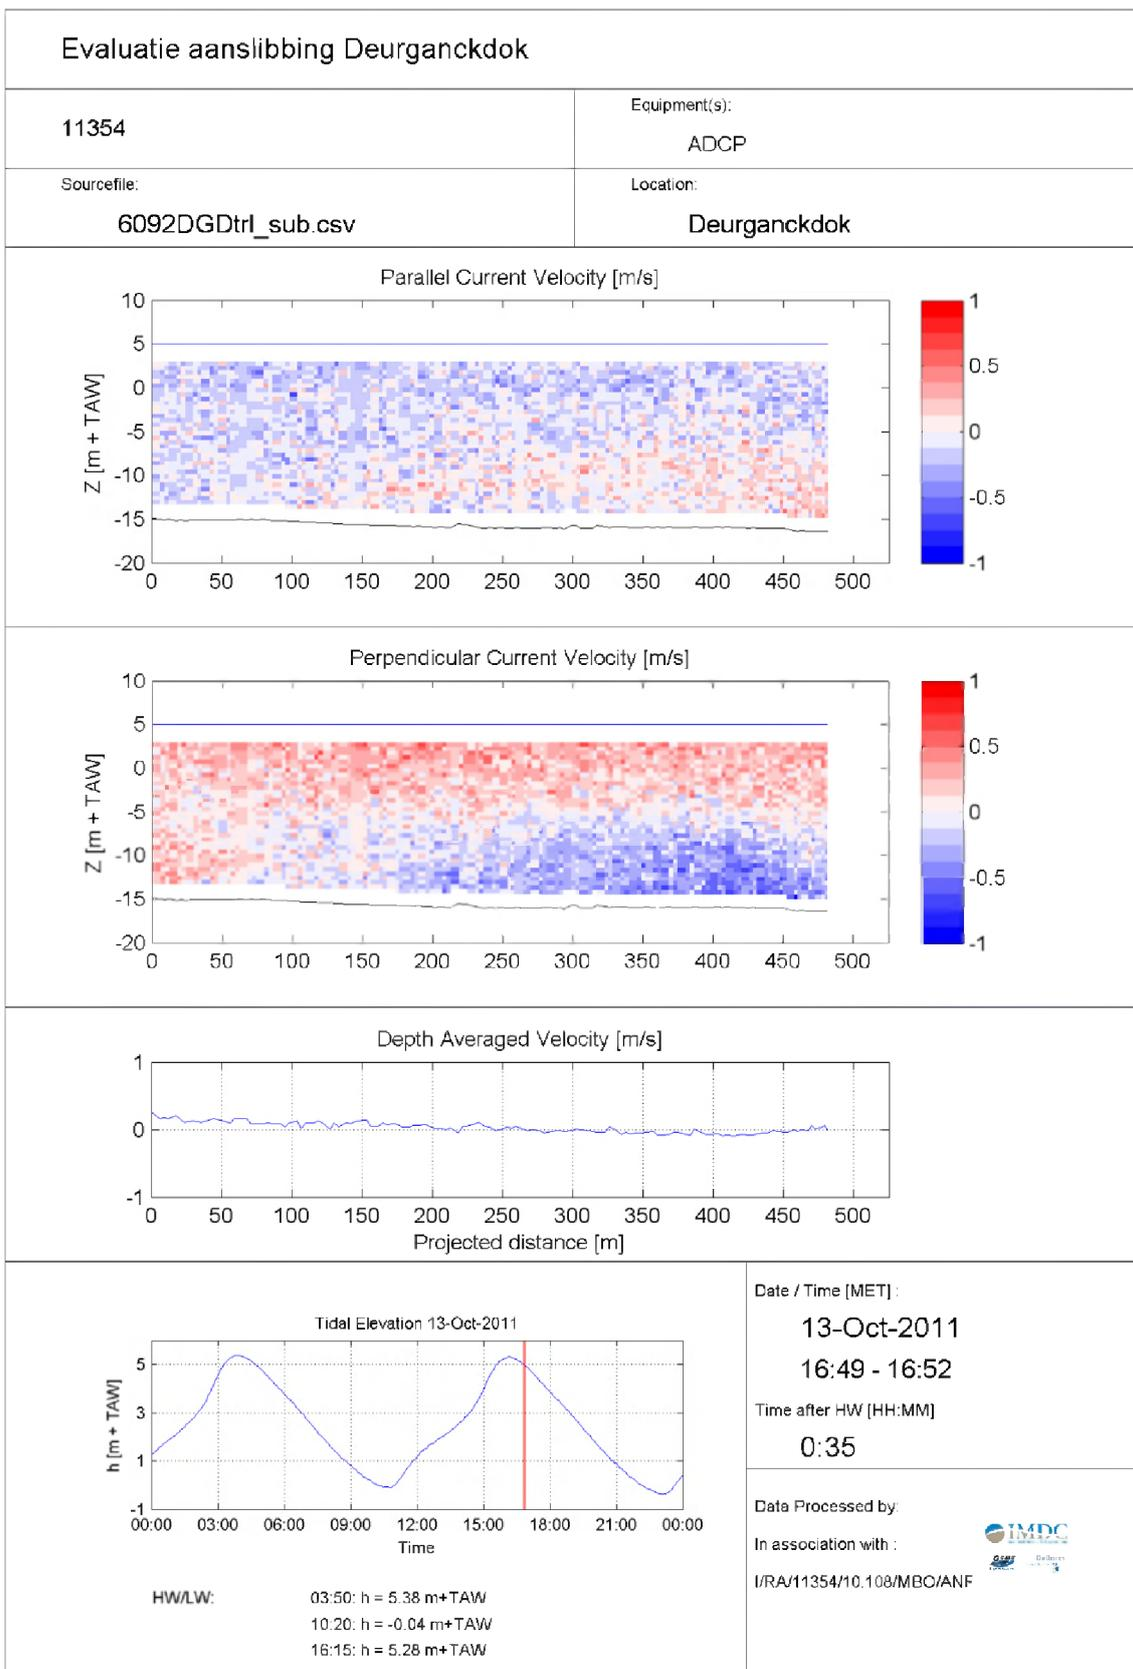 Evaluatie aanslibbing Deurganckdok
11354
Equipment(s):
ADCP
Sourcefile:
6092DGDtrl_sub.csv
Location:
Deurganckdok
Parallel Current Velocity [m/s]
10
5
0
-5
-10
-15
-20
Z [m + TAW]
0 50 100 150 200 250 300 350 400 450 500
1
0.5
0
-0.5
-1
Perpendicular Current Velocity [m/s]
10
5
0
-5
-10
-15
-20
Z [m + TAW]
0 50 100 150 200 250 300 350 400 450 500
1
0.5
0
-0.5
-1
Depth Averaged Velocity [m/s]
1
0
-1
0 50 100 150 200 250 300 350 400 450 500
Projected distance [m]
Tidal Elevation 13-Oct-2011
5
3
1
-1
h [m + TAW]
00:00 03:00 06:00 09:00 12:00 15:00 18:00 21:00 00:00
Time
HW/LW:
03:50: h = 5.38 m+TAW
10:20: h = -0.04 m+TAW
16:15: h = 5.28 m+TAW
Date / Time [MET] :
13-Oct-2011
16:49 - 16:52
Time after HW [HH:MM]
0:35
Data Processed by:
IMDC
In association with :
I/RA/11354/10.108/MBO/ANF